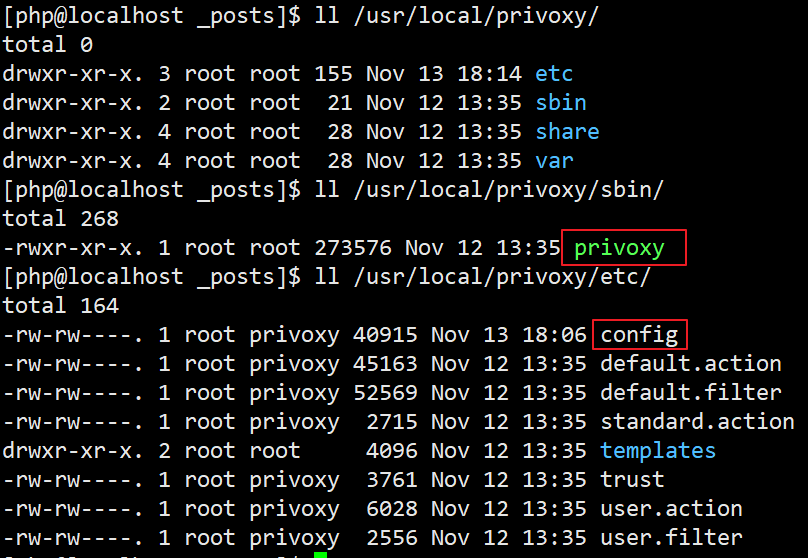 [php@localhost _posts]$ ll /usr/local/privoxy/
total 0
drwxr-xr-x. 3 root root 155 Nov 13 18:14 etc
drwxr-xr-x. 2 root root  21 Nov 12 13:35 sbin
drwxr-xr-x. 4 root root  28 Nov 12 13:35 share
drwxr-xr-x. 4 root root  28 Nov 12 13:35 var
[php@localhost _posts]$ ll /usr/local/privoxy/sbin/
total 268
-rwxr-xr-x. 1 root root 273576 Nov 12 13:35 privoxy
[php@localhost _posts]$ ll /usr/local/privoxy/etc/
total 164
-rw-rw----. 1 root privoxy 40915 Nov 13 18:06 config
-rw-rw----. 1 root privoxy 45163 Nov 12 13:35 default.action
-rw-rw----. 1 root privoxy 52569 Nov 12 13:35 default.filter
-rw-rw----. 1 root privoxy  2715 Nov 12 13:35 standard.action
drwxr-xr-x. 2 root root     4096 Nov 12 13:35 templates
-rw-rw----. 1 root privoxy  3761 Nov 12 13:35 trust
-rw-rw----. 1 root privoxy  6028 Nov 12 13:35 user.action
-rw-rw----. 1 root privoxy  2556 Nov 12 13:35 user.filter